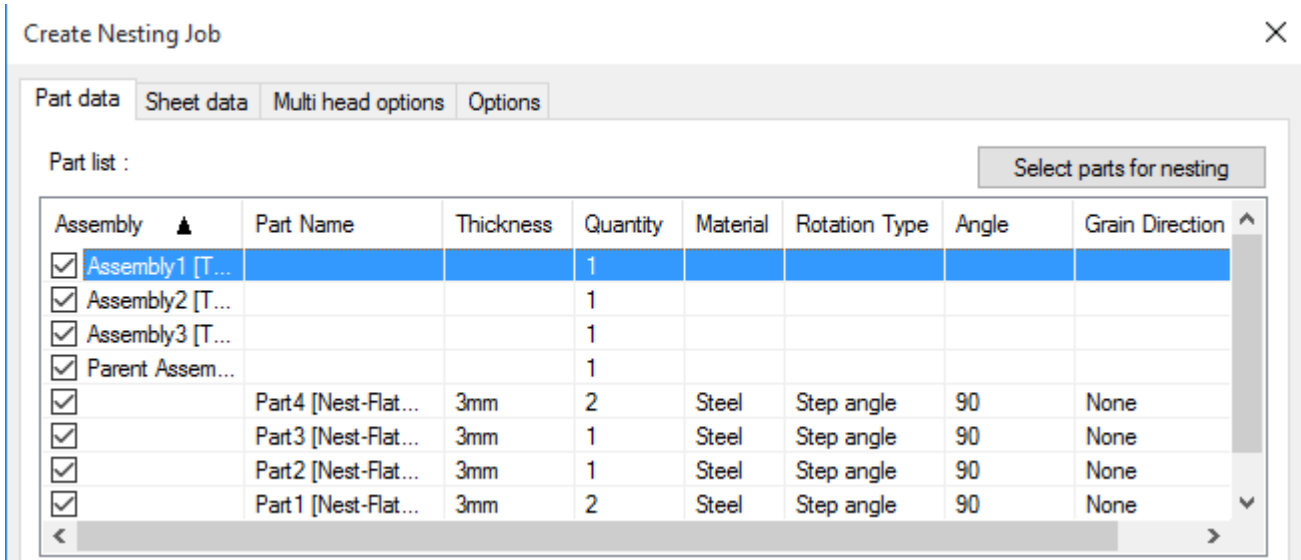 Create Nesting Job
Part data Sheet data Multi head options Options
Part list :
Select parts for nesting
Assembly Part Name Thickness Quantity Material Rotation Type Angle Grain Direction
Assembly1 [T... 1
Assembly2 [T... 1
Assembly3 [T... 1
Parent Assem... 1
Part4 [Nest-Flat... 3mm 2 Steel Step angle 90 None
Part3 [Nest-Flat... 3mm 1 Steel Step angle 90 None
Part2 [Nest-Flat... 3mm 1 Steel Step angle 90 None
Part1 [Nest-Flat... 3mm 2 Steel Step angle 90 None